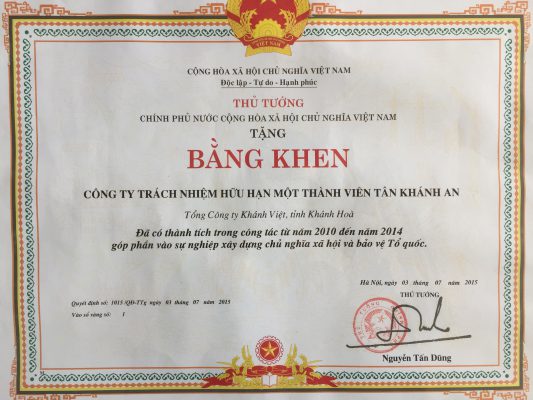 VIỆT NAM
CỘNG HÒA XÃ HỘI CHỦ NGHĨA VIỆT NAM
Độc lập - Tự do - Hạnh phúc
THỦ TƯỚNG
CHÍNH PHỦ NƯỚC CỘNG HÒA XÃ HỘI CHỦ NGHĨA VIỆT NAM
TẶNG
BẰNG KHEN
CÔNG TY TRÁCH NHIỆM HỮU HẠN MỘT THÀNH VIÊN TÂN KHÁNH AN
Tổng Công ty Khánh Việt, tỉnh Khánh Hoà
Đã có thành tích trong công tác từ năm 2010 đến năm 2014
góp phần vào sự nghiệp xây dựng chủ nghĩa xã hội và bảo vệ Tổ quốc.
Hà Nội, ngày 03 tháng 07 năm 2015
Quyết định số: 1015 /QĐ-TTg ngày 03 tháng 07 năm 2015
THỦ TƯỚNG
Vào sổ vàng số: 1
Nguyễn Tấn Dũng